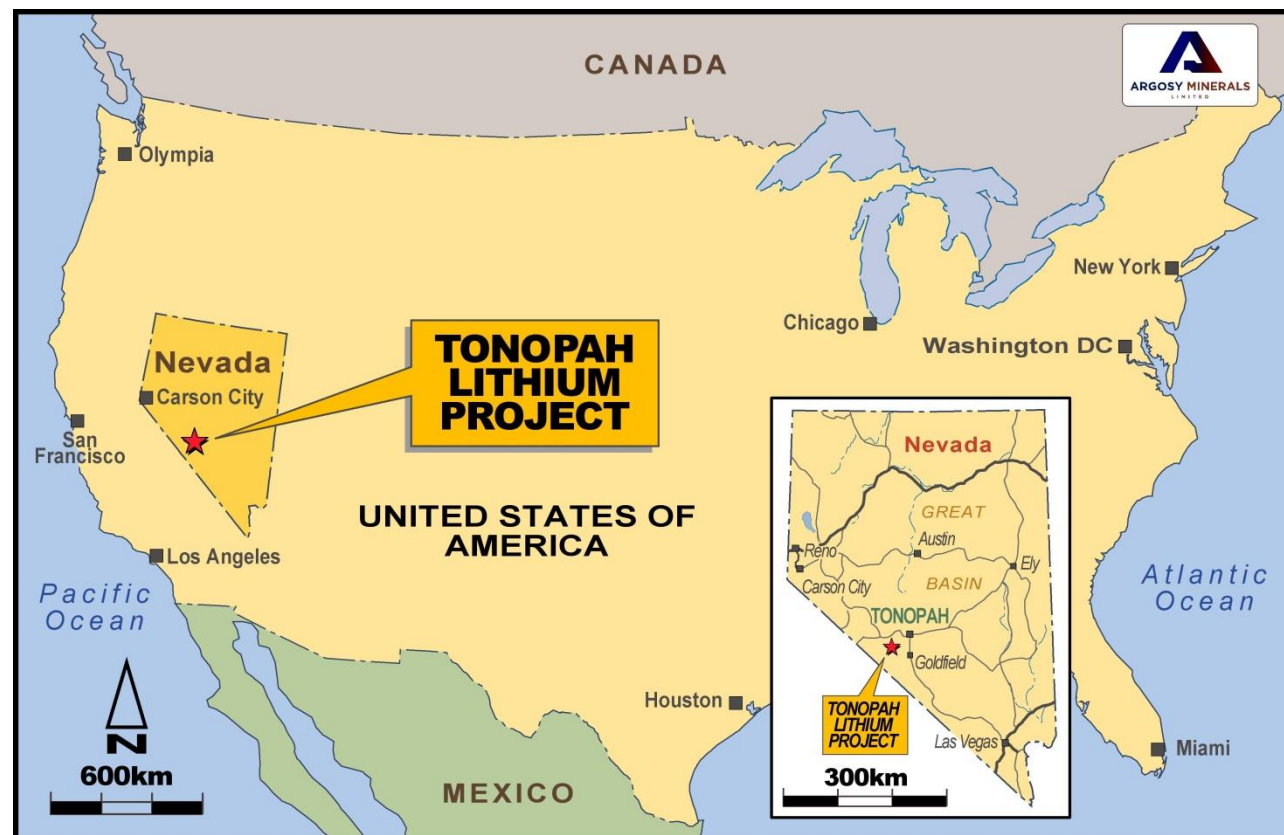 CANADA
ARGOSY MINERALS
LIMITED
Olympia
New York
Chicago
Washington DC
Nevada
Carson City
TONOPAH
LITHIUM
PROJECT
San
Francisco
UNITED STATES OF
AMERICA
Los Angeles
Pacific
Ocean
Atlantic
Ocean
Houston
Miami
MEXICO
N
600km
Nevada
GREAT
Austin
Reno
Ely
Carson City
BASIN
TONOPAH
Goldfield
TONOPAH
LITHIUM
PROJECT
Las Vegas
300km